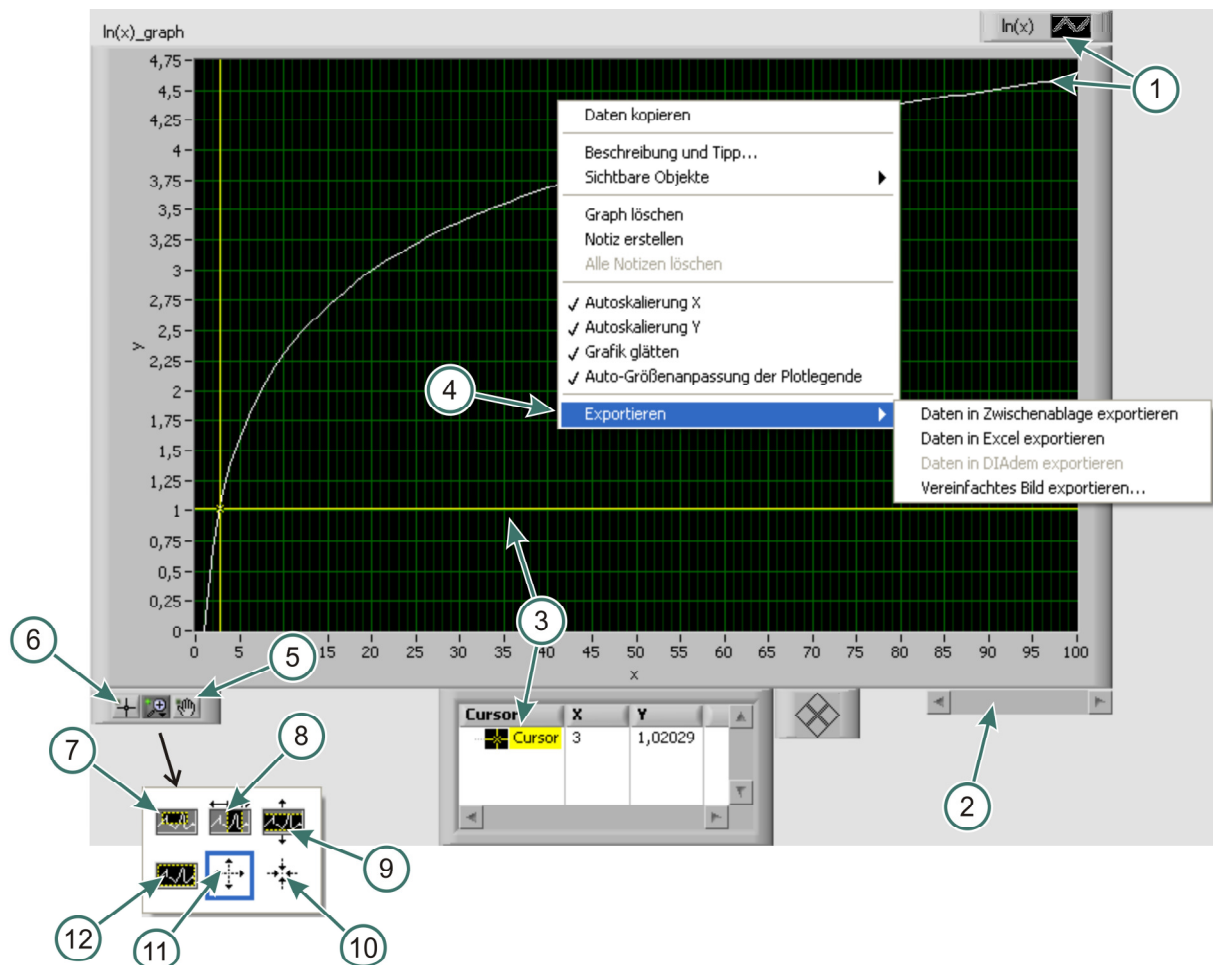 ln(x)_graph
ln(x)
1
4,75
4,5
4,25
4
3,75
3,5
3,25
3
2,75
2,5
2,25
2
1,75
1,5
1,25
1
0,75
0,5
0,25
0
y
Daten kopieren
Beschreibung und Tipp...
Sichtbare Objekte
Graph löschen
Notiz erstellen
Alle Notizen löschen
Autoskalierung X
Autoskalierung Y
Grafik glätten
Auto-Größenanpassung der Plotlegende
4
Exportieren
Daten in Zwischenablage exportieren
Daten in Excel exportieren
Daten in DIAdem exportieren
Vereinfachtes Bild exportieren...
3
6
5
0 5 15 20 25 30 35 40 45 50 55 60 65 70 75 80 85 90 95 100
x
Cursor X Y
Cursor 3 1,02029
7
8
2
9
12
11
10